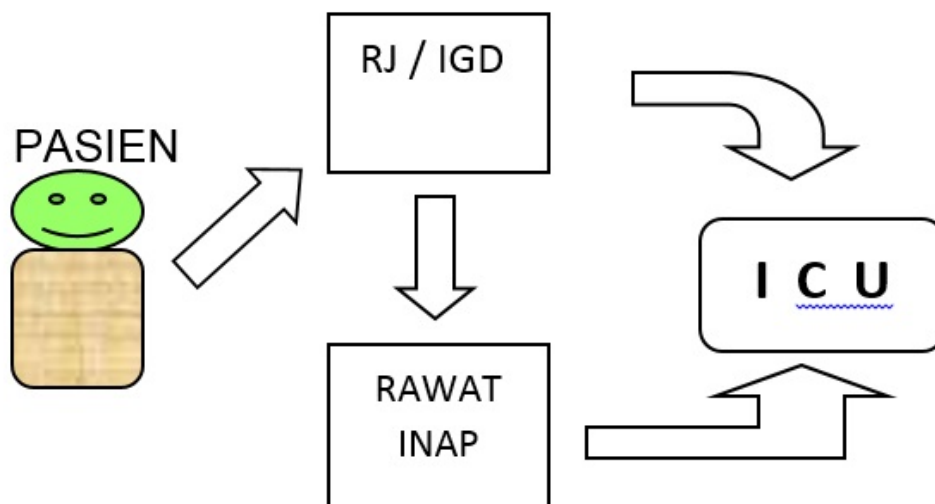 PASIEN
RJ / IGD
I C U
RAWAT
INAP